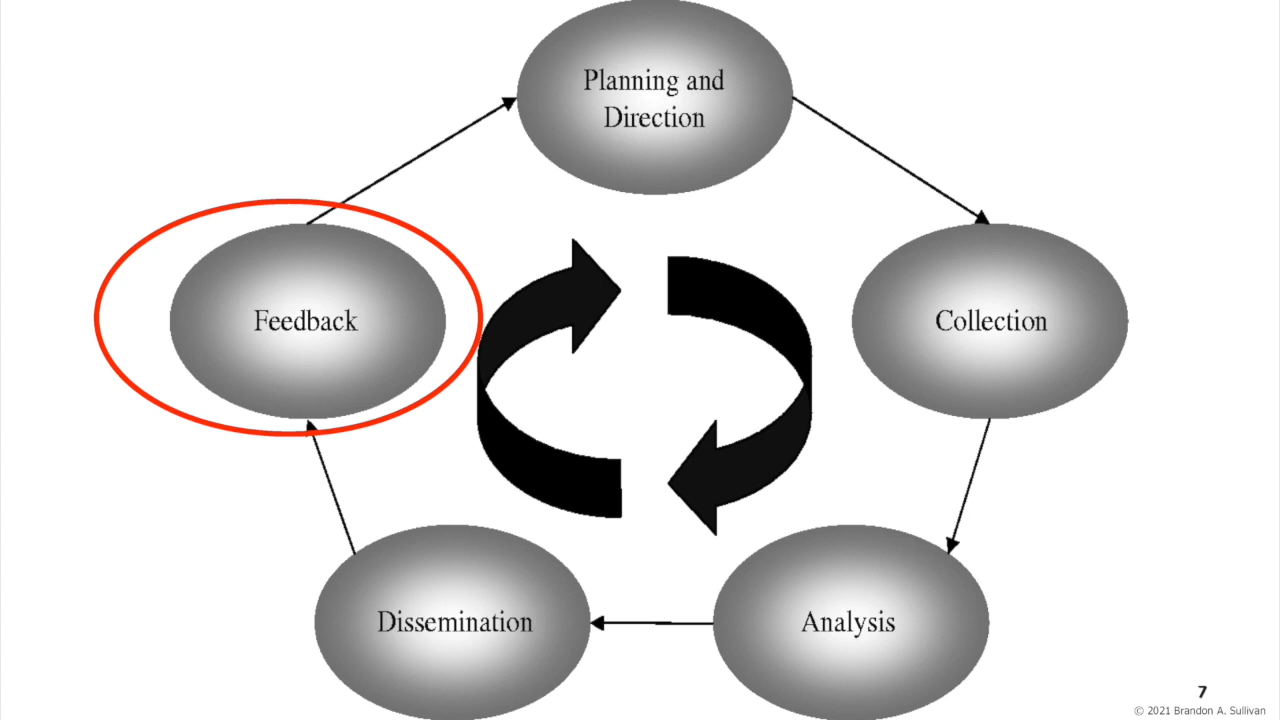 Planning and
Direction
Feedback
Collection
Dissemination
Analysis
7
© 2021 Brandon A. Sullivan